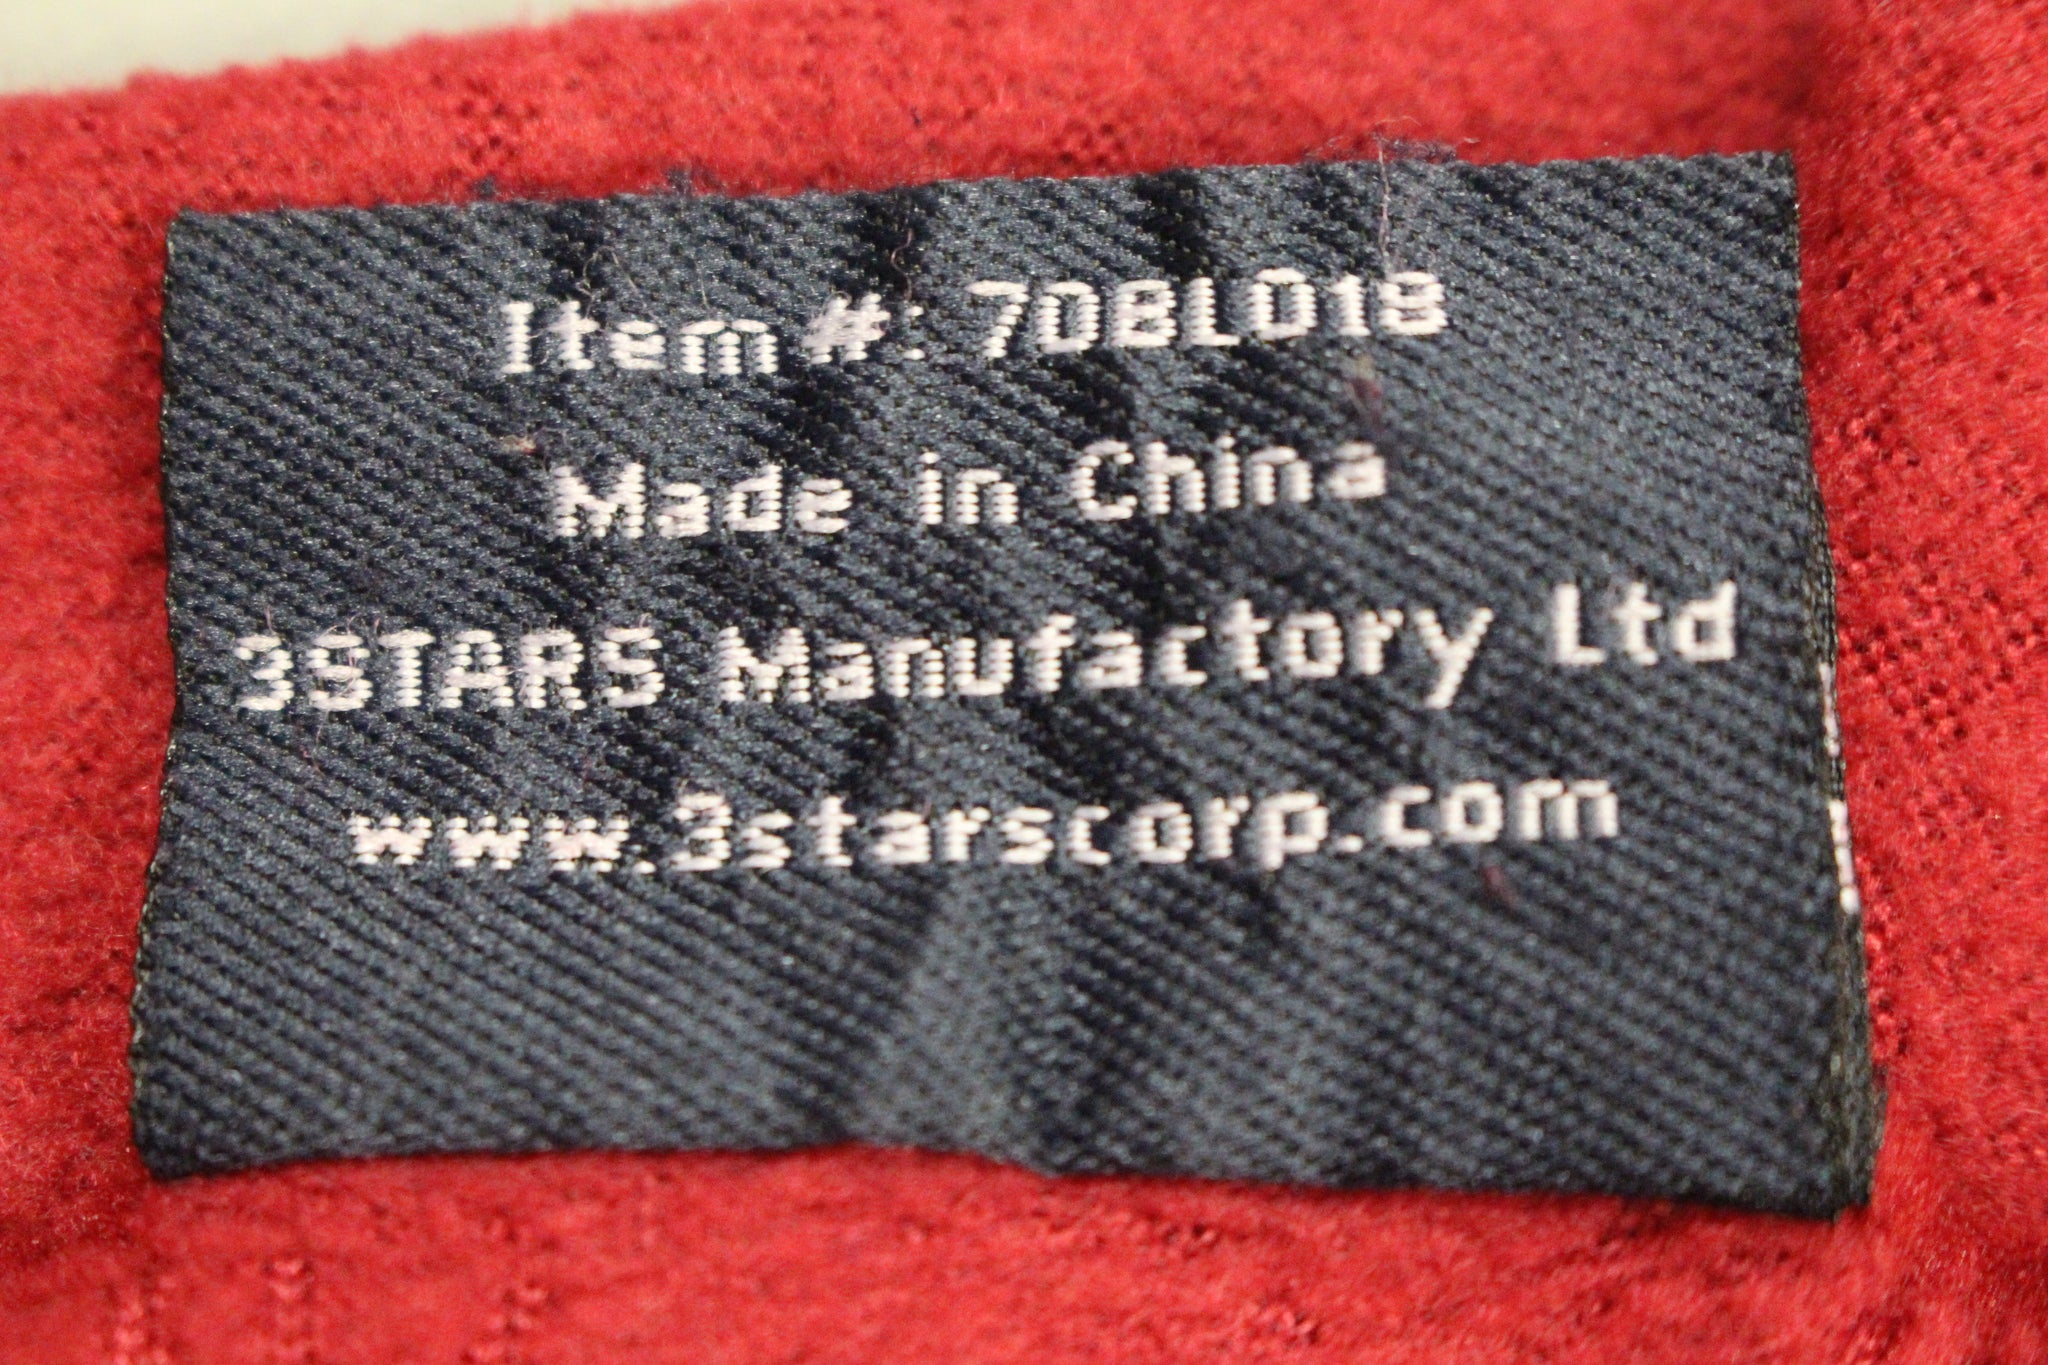 Item #: 70BL018
Made in China
3STARS Manufactory Ltd
www.3starscorp.com